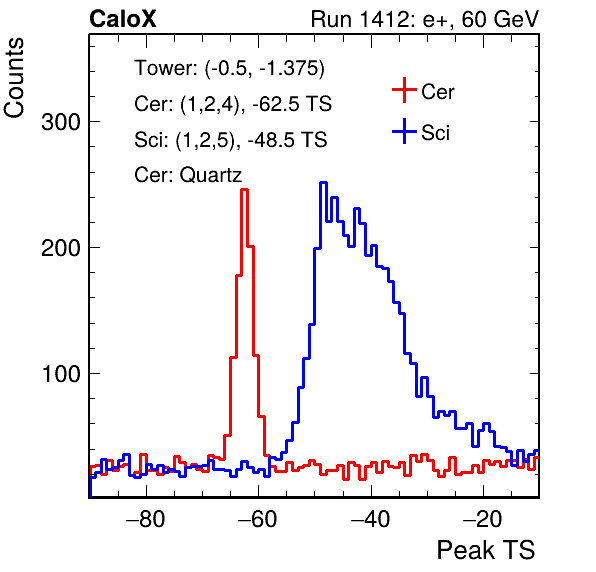 CaloX Run 1412: e+, 60 GeV
Counts
Tower: (-0.5, -1.375)
Cer: (1,2,4), -62.5 TS
Sci: (1,2,5), -48.5 TS
Cer: Quartz
Cer
Sci
300
200
100
−80 −60 −40 −20
Peak TS